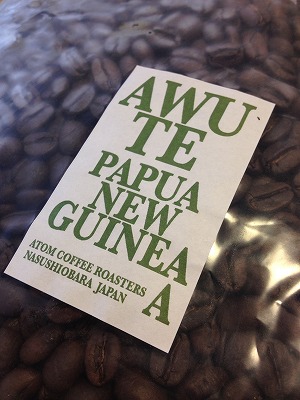 AWU
TE
PAPUA
NEW
GUINEA
A
ATOM COFFEE ROASTERS
NASUSHIOBARA JAPAN